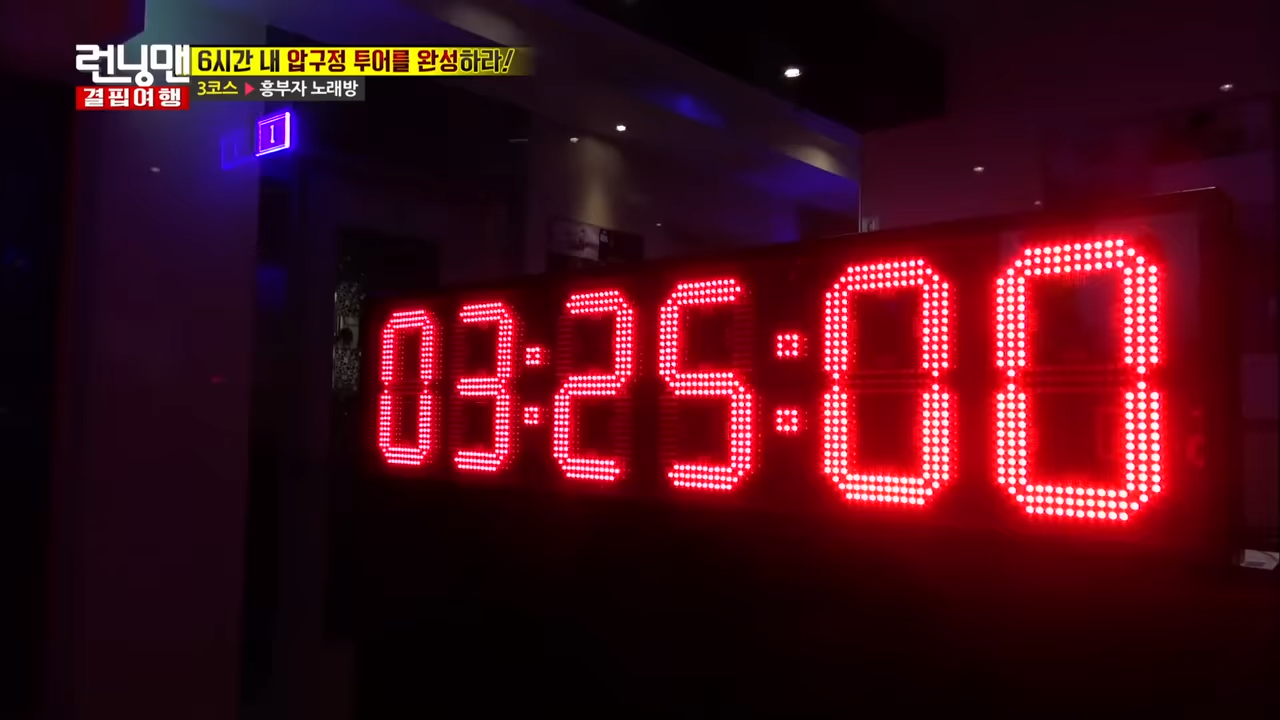 런닝맨
결핍여행
6시간 내 압구정 투어를 완성하라!
3코스 ▶ 흥부자 노래방
1
03:25:00